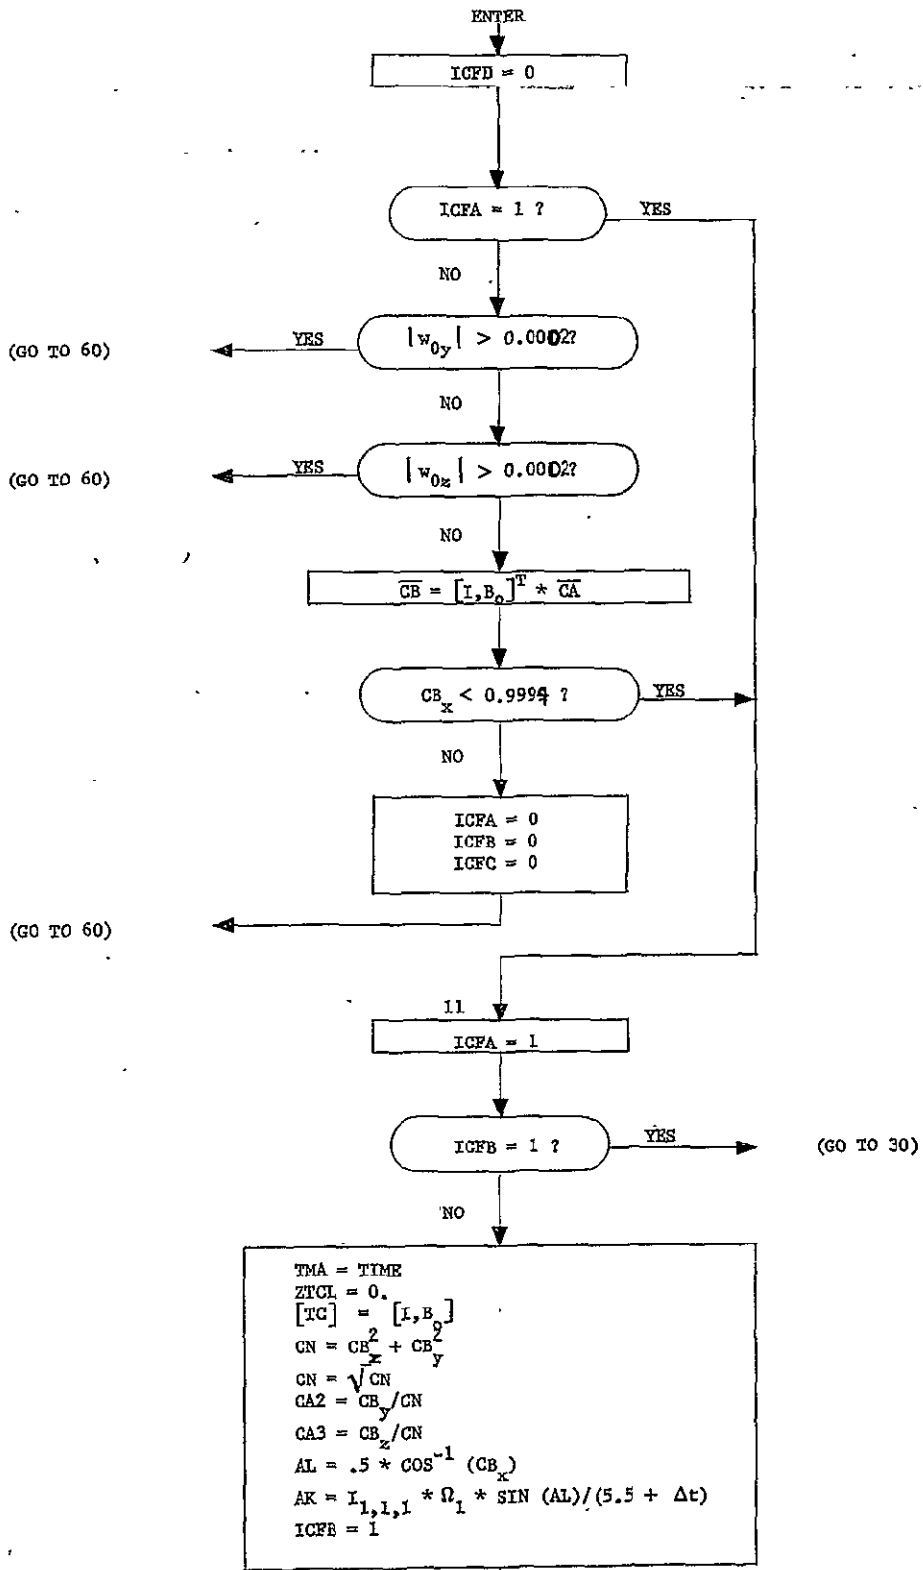 ENTER
ICFD = 0
ICFA = 1 ?
YES
NO
(GO TO 60)
YES
|w0y| > 0.0002?
NO
(GO TO 60)
YES
|w0z| > 0.0002?
NO
CB = [I,Bo]T * CA
CBx < 0.9994 ?
YES
NO
ICFA = 0
ICFB = 0
ICFC = 0
(GO TO 60)
11
ICFA = 1
ICFB = 1 ?
YES
(GO TO 30)
NO
TMA = TIME
ZTCL = 0.
[TC] = [I,Bo]
CN = CBz2 + CBy2
CN = √CN
CA2 = CBy/CN
CA3 = CBz/CN
AL = .5 * COS-1 (CBx)
AK = I1,1,1 * Ω1 * SIN (AL)/(5.5 + Δt)
ICFB = 1